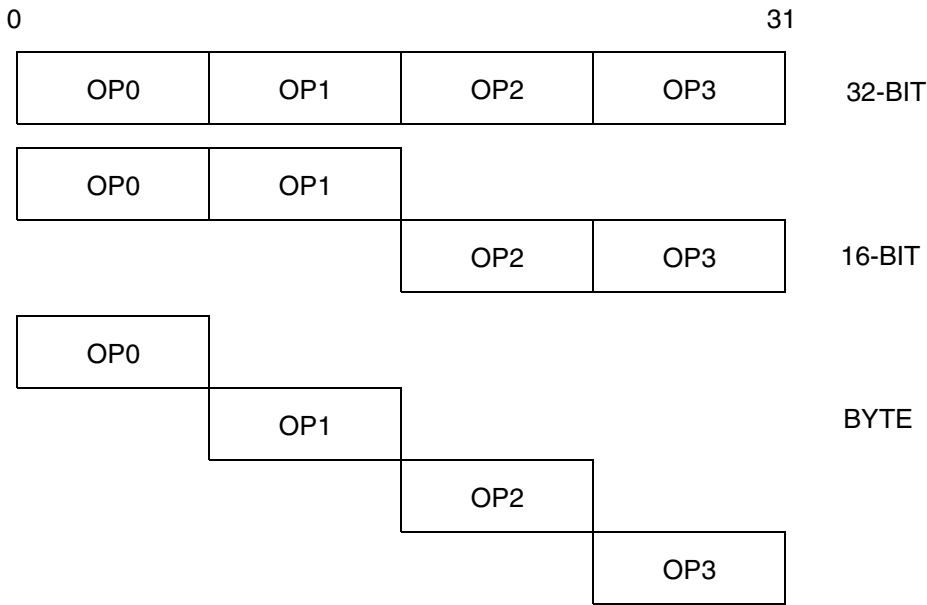 0 31
OP0 OP1 OP2 OP3 32-BIT
OP0 OP1
OP2 OP3 16-BIT
OP0
OP1 BYTE
OP2
OP3